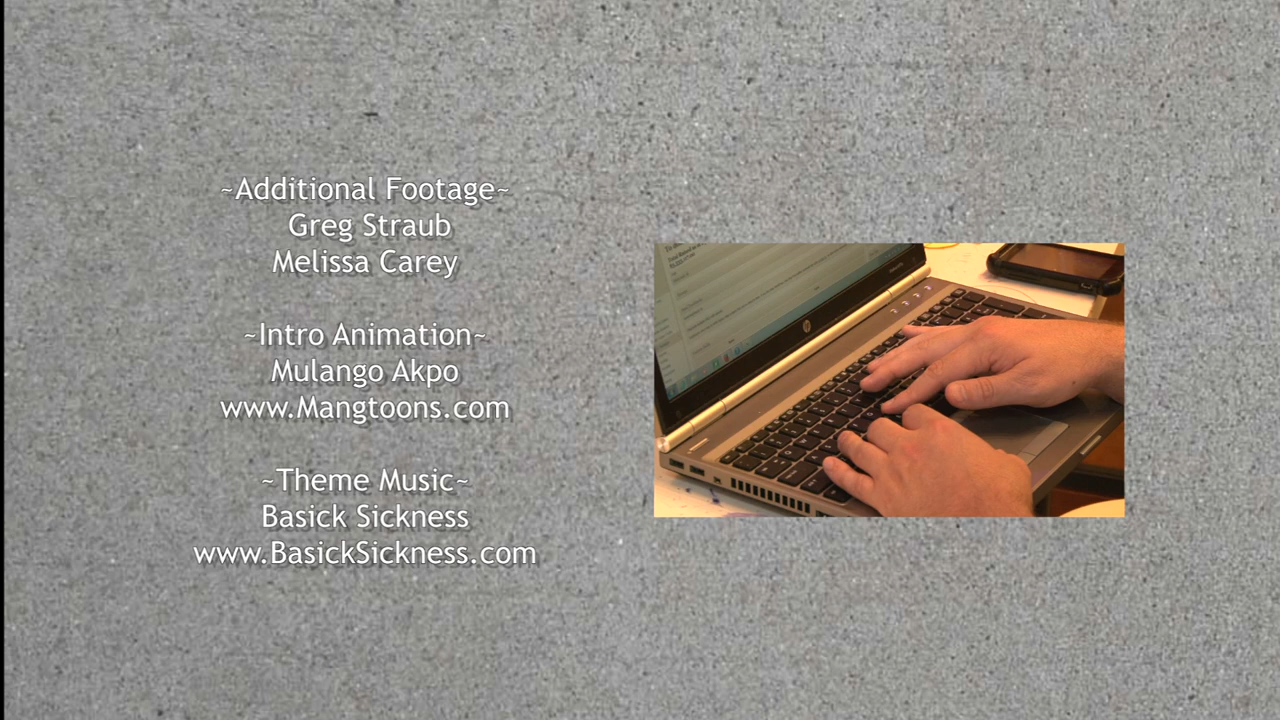 ~Additional Footage~
Greg Straub
Melissa Carey
~Intro Animation~
Mulango Akpo
www.Mangtoons.com
~Theme Music~
Basick Sickness
www.BasickSickness.com
hp